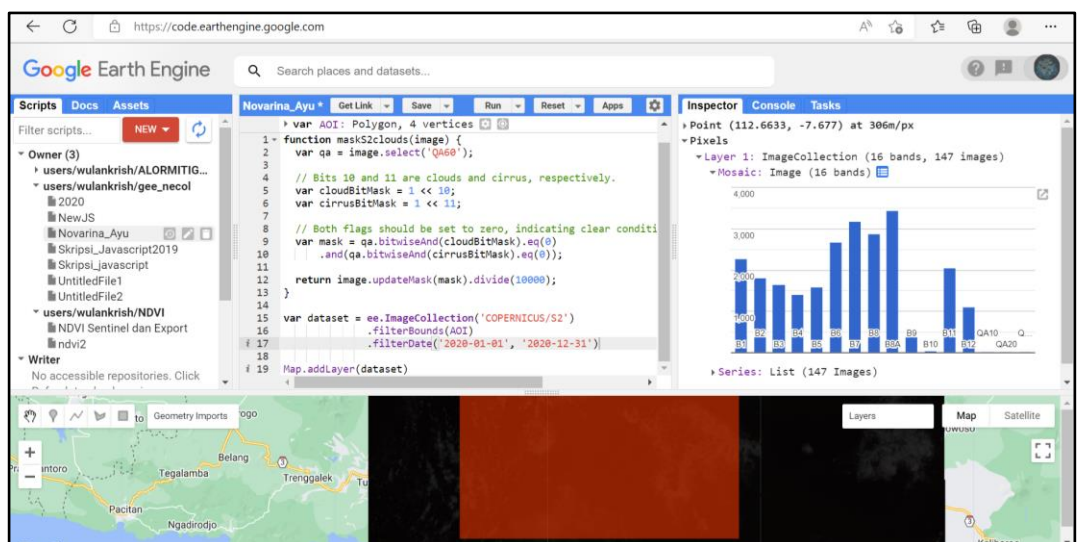 https://code.earthengine.google.com
Google Earth Engine
Search places and datasets...
Scripts Docs Assets
Filter scripts...
NEW
Owner (3)
users/wulankrish/ALORMITIG...
users/wulankrish/gee_necol
2020
NewJS
Novarina_Ayu
Skripsi_Javascript2019
Skripsi_javascript
UntitledFile1
UntitledFile2
users/wulankrish/NDVI
NDVI Sentinel dan Export
ndvi2
Writer
No accessible repositories. Click
Novarina_Ayu * Get Link Save Run Reset Apps
var AOI: Polygon, 4 vertices
1 function maskS2clouds(image) {
2 var qa = image.select('QA60');
3
4 // Bits 10 and 11 are clouds and cirrus, respectively.
5 var cloudBitMask = 1 << 10;
6 var cirrusBitMask = 1 << 11;
7
8 // Both flags should be set to zero, indicating clear conditi
9 var mask = qa.bitwiseAnd(cloudBitMask).eq(0)
10 .and(qa.bitwiseAnd(cirrusBitMask).eq(0));
11
12 return image.updateMask(mask).divide(10000);
13 }
14
15 var dataset = ee.ImageCollection('COPERNICUS/S2')
16 .filterBounds(AOI)
i 17 .filterDate('2020-01-01', '2020-12-31')
18
i 19 Map.addLayer(dataset)
Inspector Console Tasks
Point (112.6633, -7.677) at 306m/px
Pixels
Layer 1: ImageCollection (16 bands, 147 images)
Mosaic: Image (16 bands)
4,000
3,000
2,000
1,000
B2 B4 B6 B8 B9 B11 QA10 Q...
B1 B3 B5 B7 B8A B10 B12 QA20
Series: List (147 Images)
to
Geometry Imports
Layers
Map Satellite
+
−
ogo
Belang
antoro
Tegalamba
Trenggalek
Tu
Pacitan
Ngadirodjo
3
3